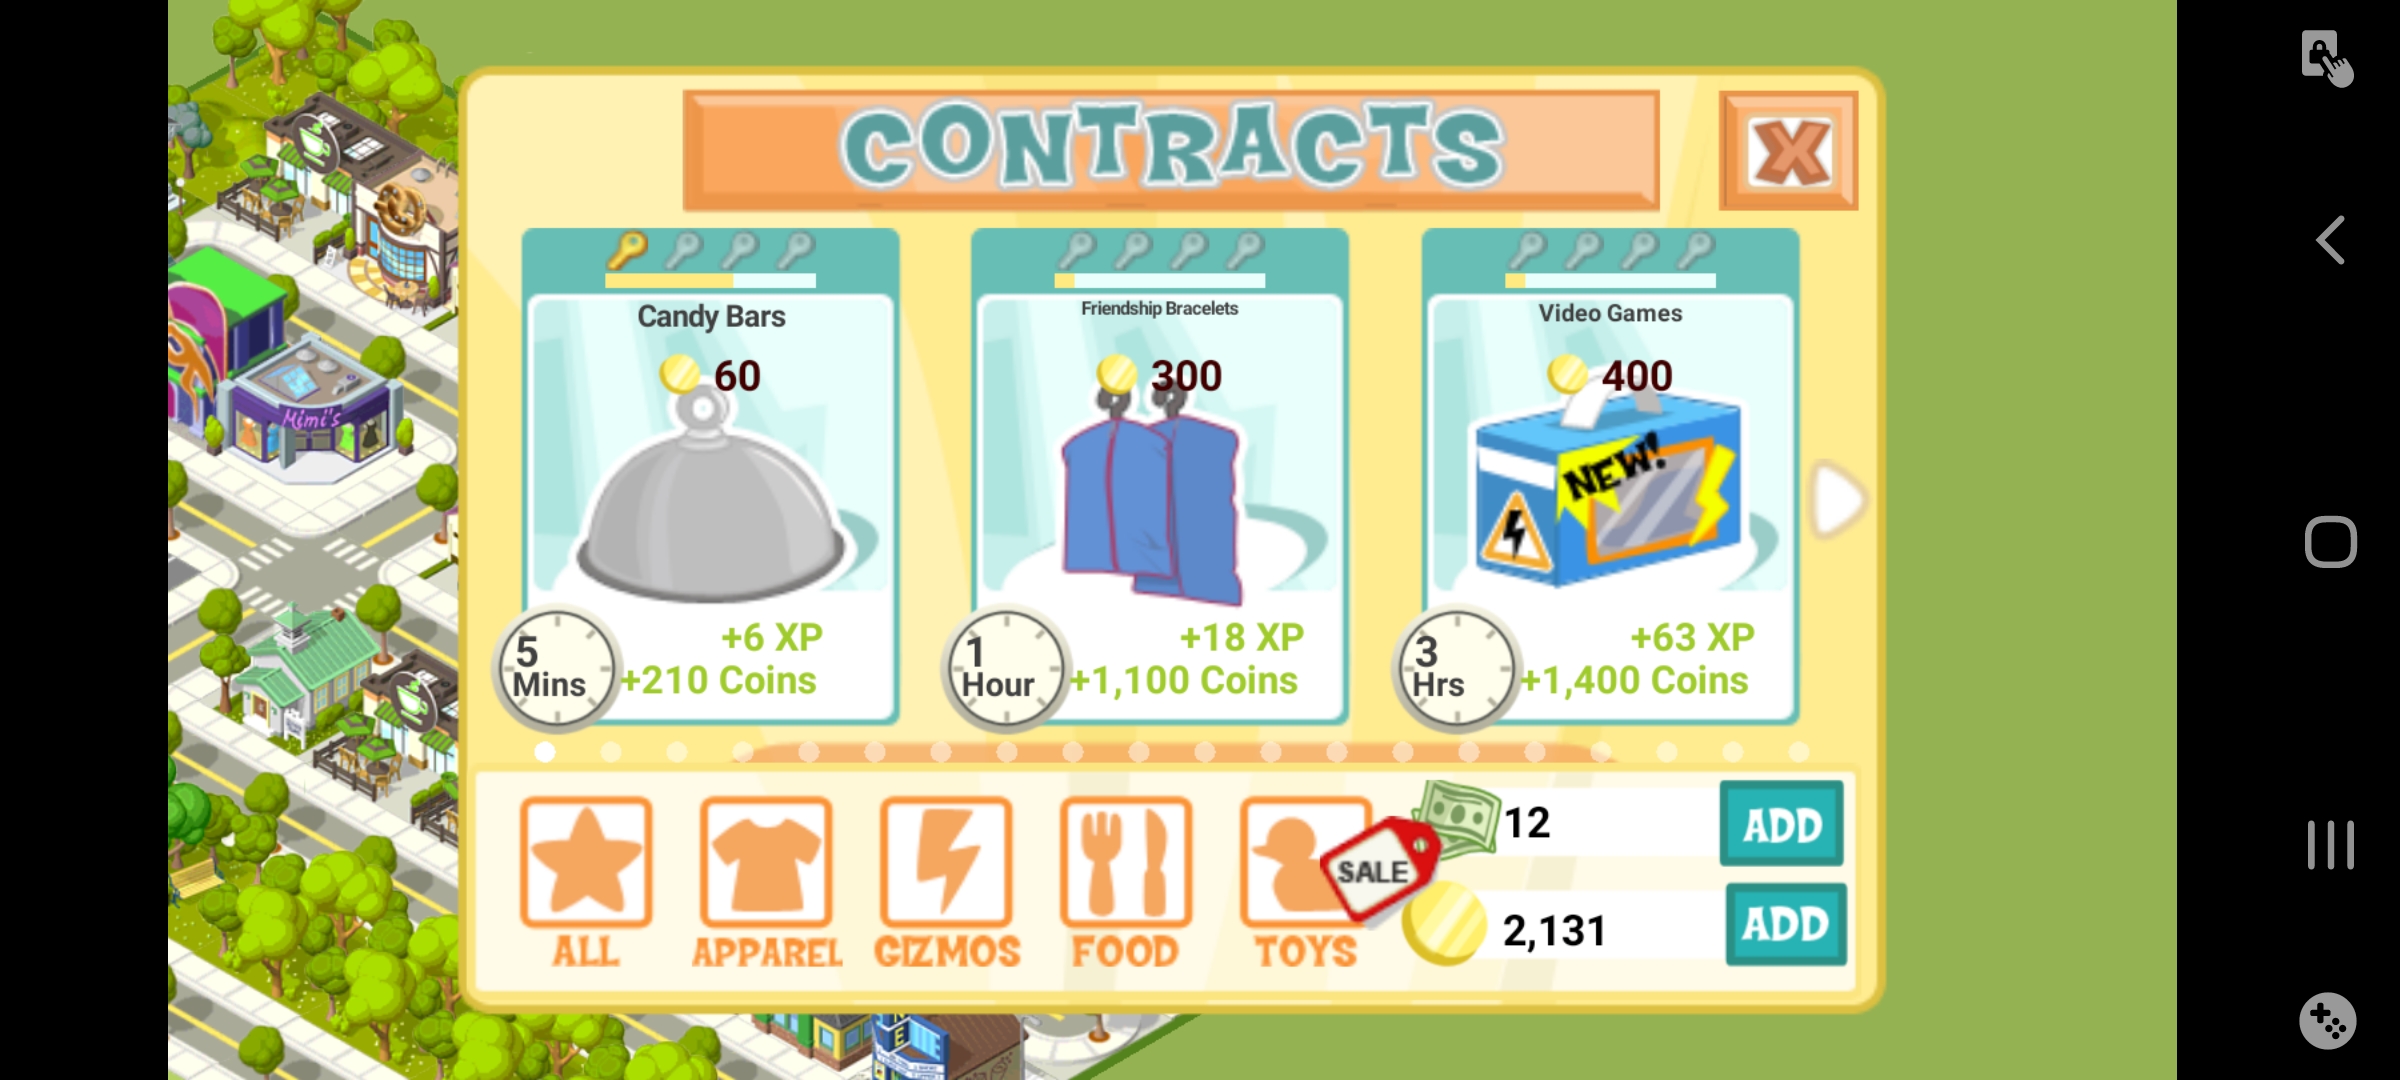 CONTRACTS
X
Candy Bars
60
5
Mins
+6 XP
+210 Coins
Friendship Bracelets
300
1
Hour
+18 XP
+1,100 Coins
Video Games
400
NEW!
3
Hrs
+63 XP
+1,400 Coins
Mimi's
ALL
APPAREL
GIZMOS
FOOD
TOYS
SALE
12
ADD
2,131
ADD